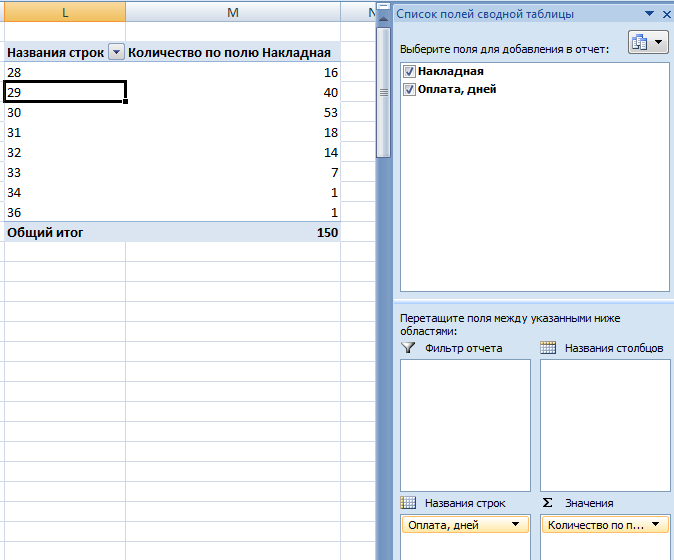 L M N
Названия строк Количество по полю Накладная
28 16
29 40
30 53
31 18
32 14
33 7
34 1
36 1
Общий итог 150
Список полей сводной таблицы
Выберите поля для добавления в отчет:
Накладная
Оплата, дней
Перетащите поля между указанными ниже
областями:
Фильтр отчета Названия столбцов
Названия строк Σ Значения
Оплата, дней Количество по п...